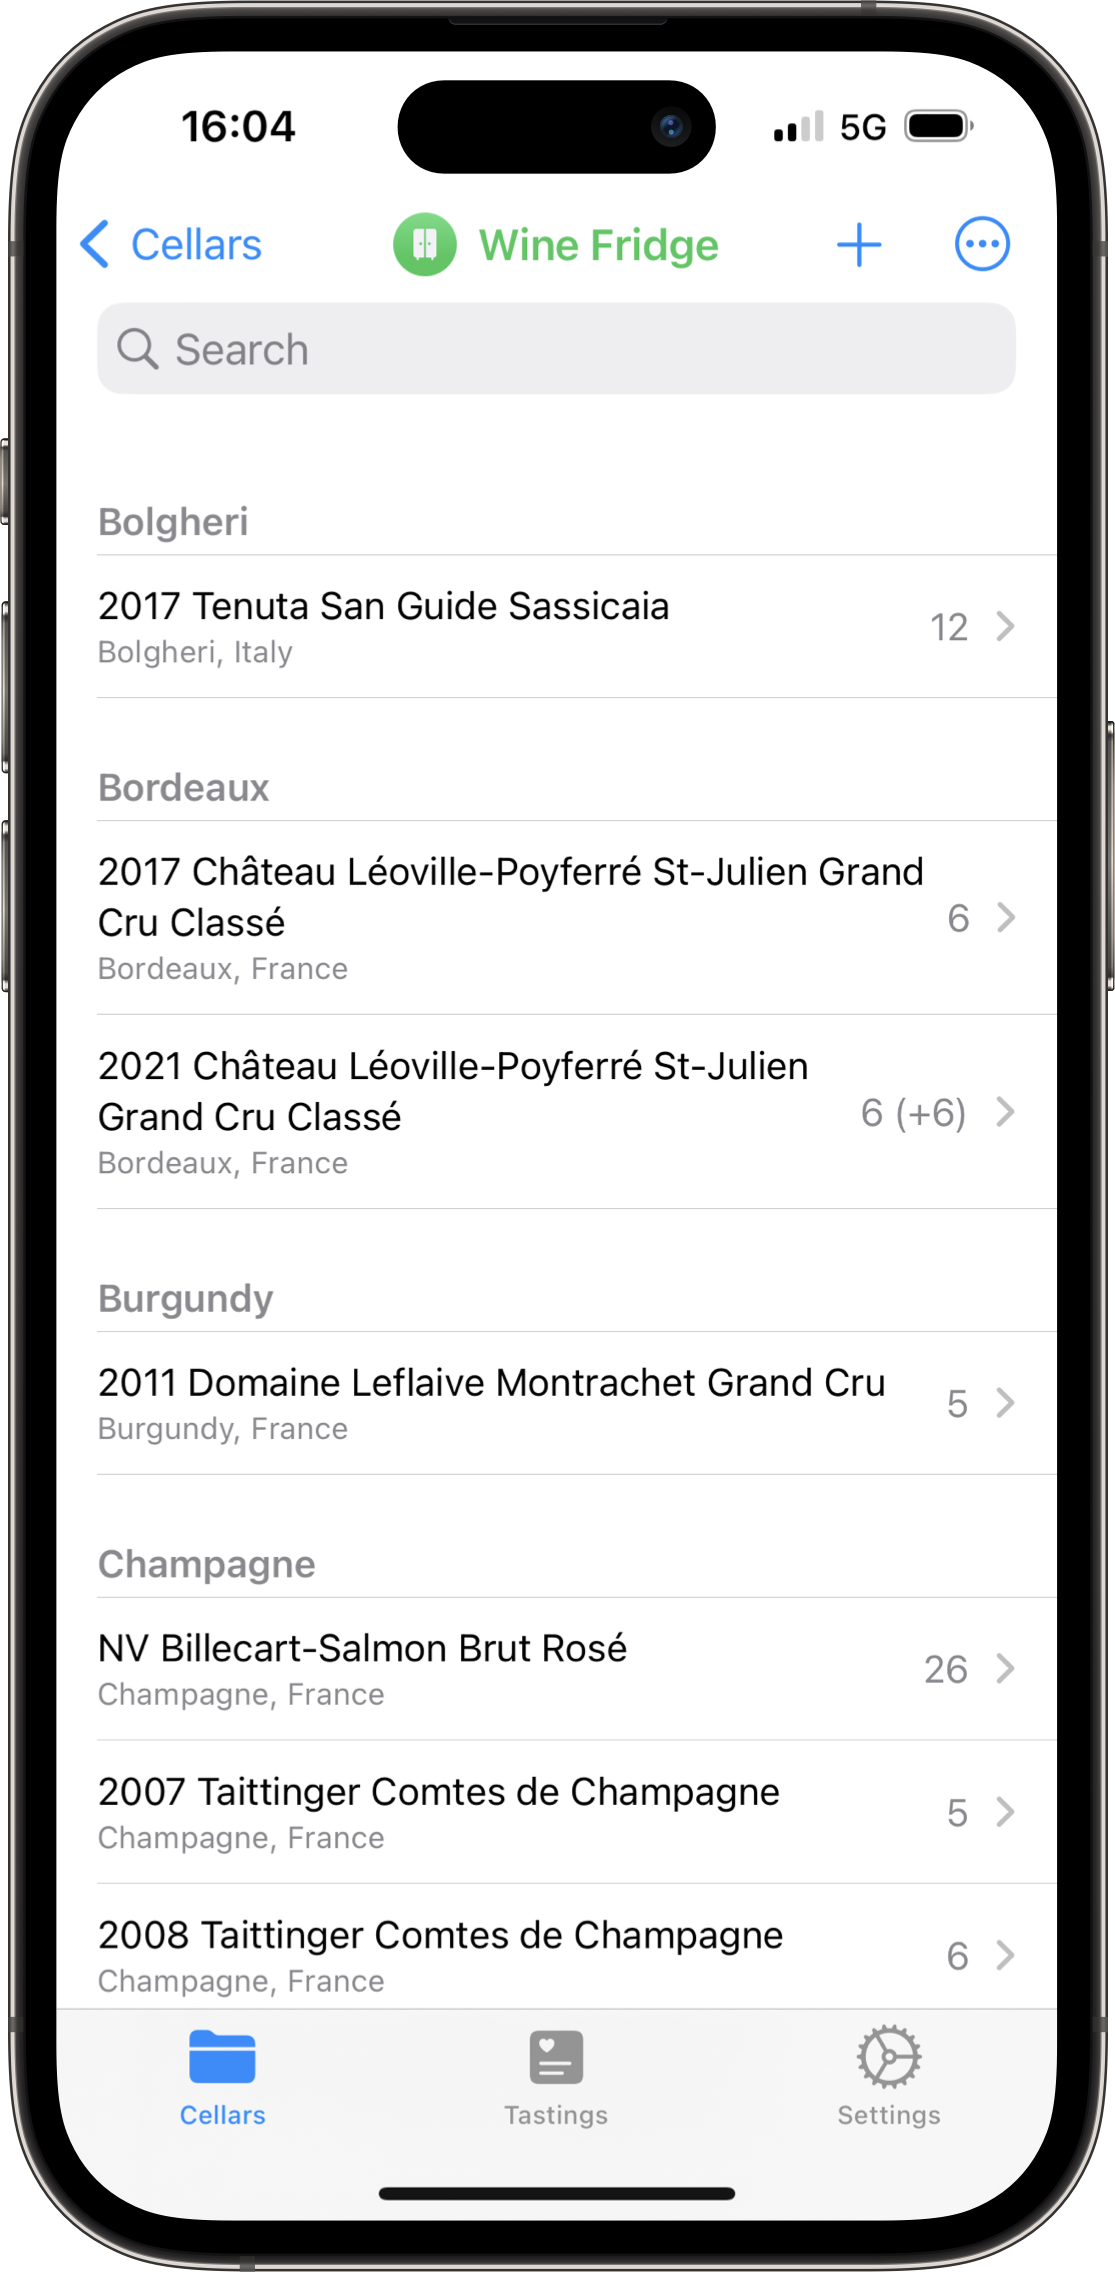 16:04
5G
Cellars
Wine Fridge
Search
Bolgheri
2017 Tenuta San Guide Sassicaia
12
Bolgheri, Italy
Bordeaux
2017 Château Léoville-Poyferré St-Julien Grand
Cru Classé
6
Bordeaux, France
2021 Château Léoville-Poyferré St-Julien
Grand Cru Classé
6 (+6)
Bordeaux, France
Burgundy
2011 Domaine Leflaive Montrachet Grand Cru
5
Burgundy, France
Champagne
NV Billecart-Salmon Brut Rosé
26
Champagne, France
2007 Taittinger Comtes de Champagne
5
Champagne, France
2008 Taittinger Comtes de Champagne
6
Champagne, France
Cellars
Tastings
Settings